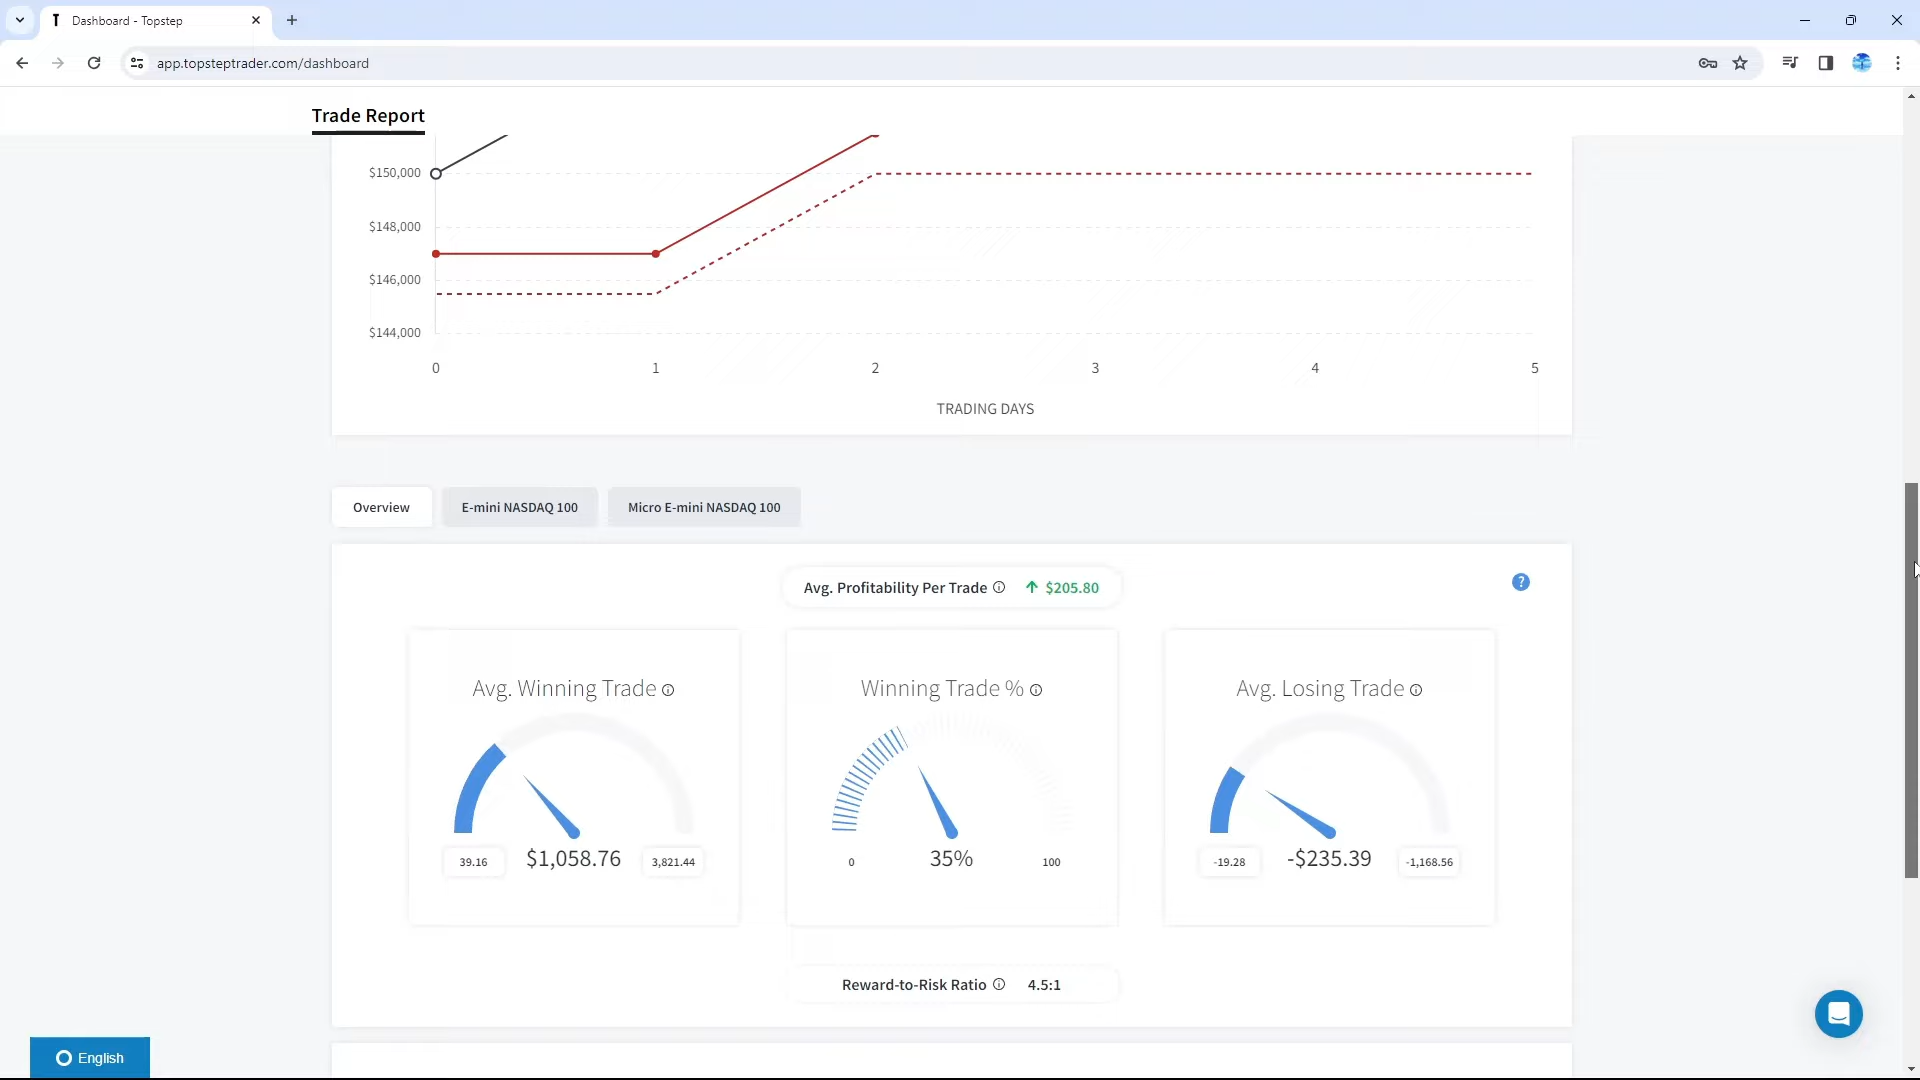 Dashboard - Topstep
app.topsteptrader.com/dashboard
Trade Report
$150,000
$148,000
$146,000
$144,000
0 1 2 3 4 5
TRADING DAYS
Overview E-mini NASDAQ 100 Micro E-mini NASDAQ 100
Avg. Profitability Per Trade $205.80
?
Avg. Winning Trade Winning Trade % Avg. Losing Trade
39.16 $1,058.76 3,821.44 0 35% 100 -19.28 -$235.39 -1,168.56
Reward-to-Risk Ratio 4.5:1
English